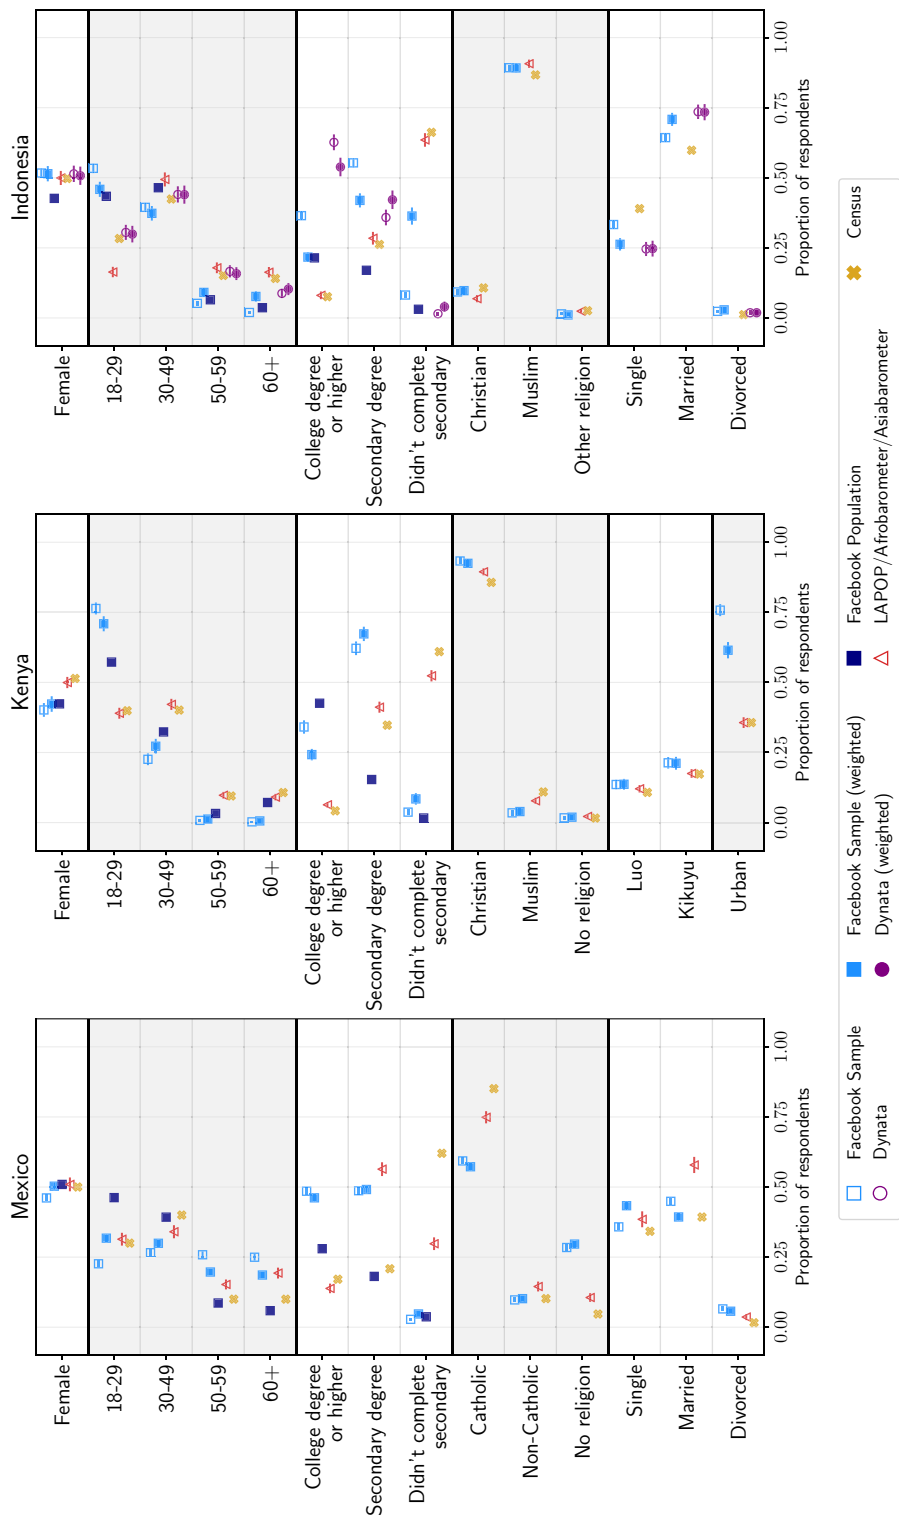 Mexico
Female
18-29
30-49
50-59
60+
College degree
or higher
Secondary degree
Didn't complete
secondary
Catholic
Non-Catholic
No religion
Single
Married
Divorced
0.00 0.25 0.50 0.75 1.00
Proportion of respondents
Kenya
Female
18-29
30-49
50-59
60+
College degree
or higher
Secondary degree
Didn't complete
secondary
Christian
Muslim
No religion
Luo
Kikuyu
Urban
0.00 0.25 0.50 0.75 1.00
Proportion of respondents
Indonesia
Female
18-29
30-49
50-59
60+
College degree
or higher
Secondary degree
Didn't complete
secondary
Christian
Muslim
Other religion
Single
Married
Divorced
0.00 0.25 0.50 0.75 1.00
Proportion of respondents
Facebook Sample Facebook Sample (weighted) Facebook Population Census
Dynata Dynata (weighted) LAPOP/Afrobarometer/Asiabarometer